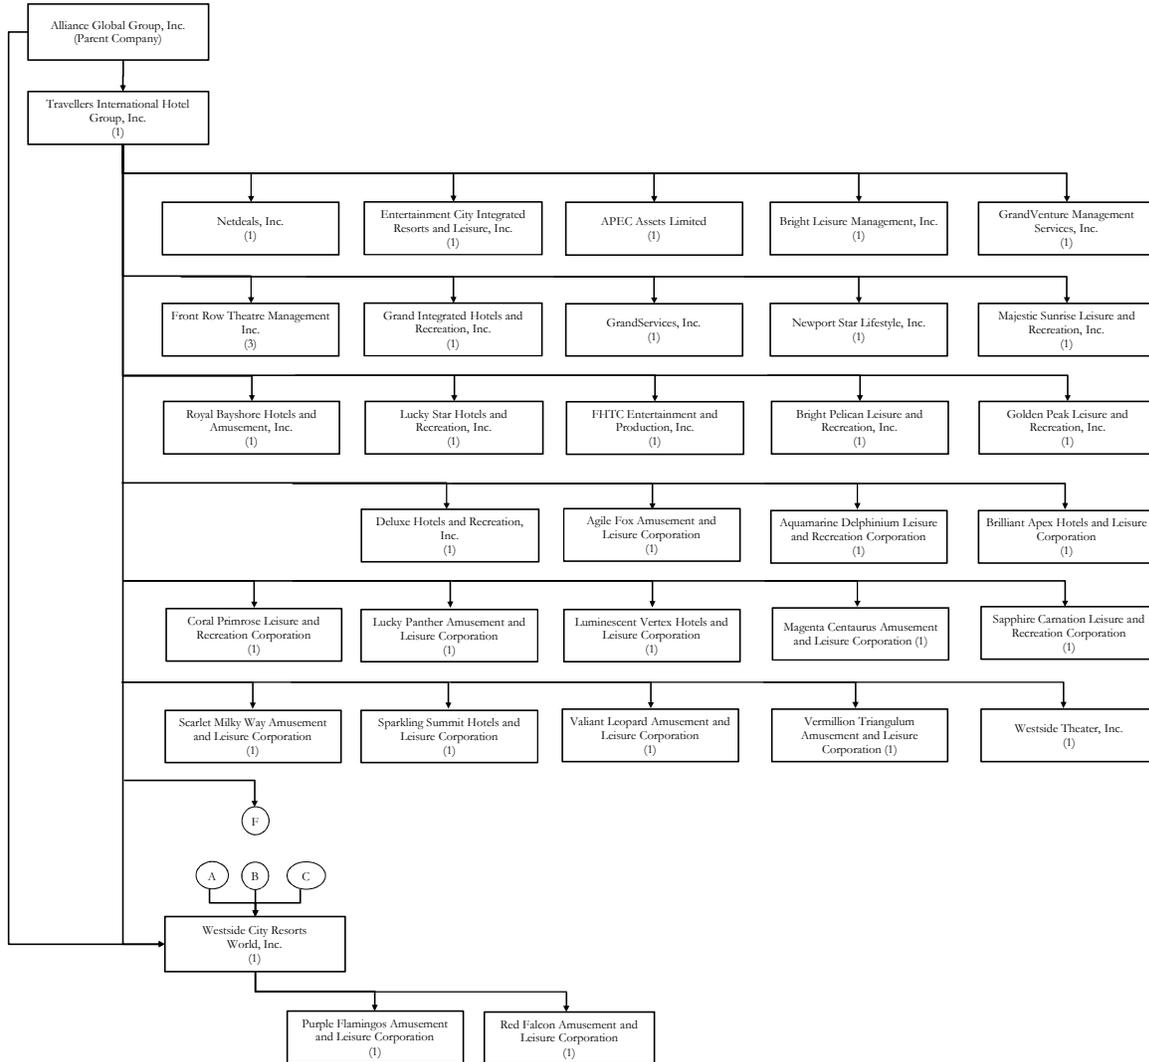 Alliance Global Group, Inc.
(Parent Company)
Travellers International Hotel
Group, Inc.
(1)
Netdeals, Inc.
(1)
Entertainment City Integrated
Resorts and Leisure, Inc.
(1)
APEC Assets Limited
(1)
Bright Leisure Management, Inc.
(1)
GrandVenture Management
Services, Inc.
(1)
Front Row Theatre Management
Inc.
(3)
Grand Integrated Hotels and
Recreation, Inc.
(1)
GrandServices, Inc.
(1)
Newport Star Lifestyle, Inc.
(1)
Majestic Sunrise Leisure and
Recreation, Inc.
(1)
Royal Bayshore Hotels and
Amusement, Inc.
(1)
Lucky Star Hotels and
Recreation, Inc.
(1)
FHTC Entertainment and
Production, Inc.
(1)
Bright Pelican Leisure and
Recreation, Inc.
(1)
Golden Peak Leisure and
Recreation, Inc.
(1)
Deluxe Hotels and Recreation,
Inc.
(1)
Agile Fox Amusement and
Leisure Corporation
(1)
Aquamarine Delphinium Leisure
and Recreation Corporation
(1)
Brilliant Apex Hotels and Leisure
Corporation
(1)
Coral Primrose Leisure and
Recreation Corporation
(1)
Lucky Panther Amusement and
Leisure Corporation
(1)
Luminescent Vertex Hotels and
Leisure Corporation
(1)
Magenta Centaurus Amusement
and Leisure Corporation (1)
Sapphire Carnation Leisure and
Recreation Corporation
(1)
Scarlet Milky Way Amusement
and Leisure Corporation
(1)
Sparkling Summit Hotels and
Leisure Corporation
(1)
Valiant Leopard Amusement and
Leisure Corporation
(1)
Vermillion Triangulum
Amusement and Leisure
Corporation (1)
Westside Theater, Inc.
(1)
F
A
B
C
Westside City Resorts
World, Inc.
(1)
Purple Flamingos Amusement
and Leisure Corporation
(1)
Red Falcon Amusement and
Leisure Corporation
(1)